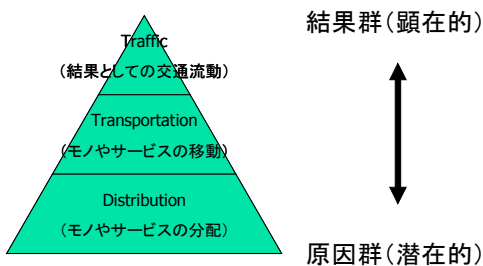 Traffic
(結果としての交通流動)
Transportation
(モノやサービスの移動)
Distribution
(モノやサービスの分配)
結果群(顕在的)
原因群(潜在的)